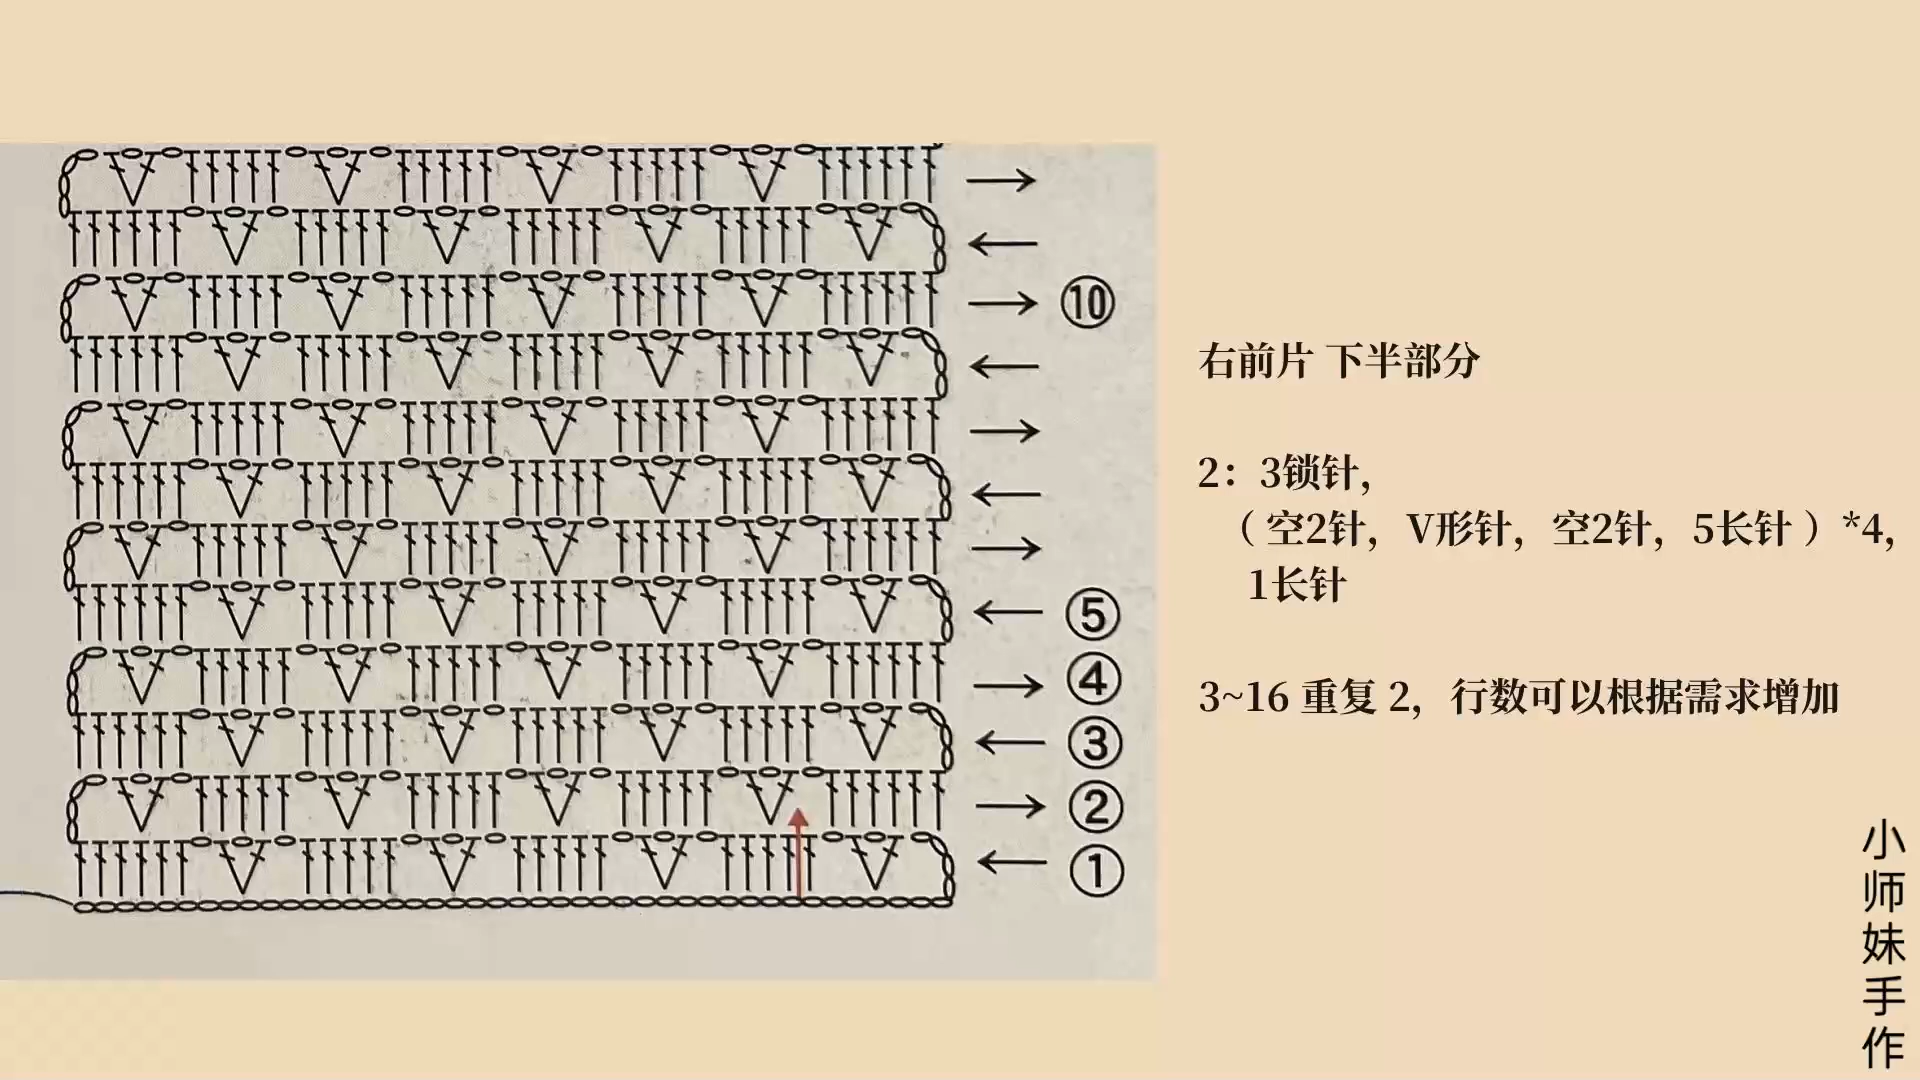 ⑩
⑤
④
③
②
①
右前片 下半部分
2：3锁针，
（空2针，V形针，空2针，5长针）*4，
1长针
3~16 重复 2，行数可以根据需求增加
小师妹手作